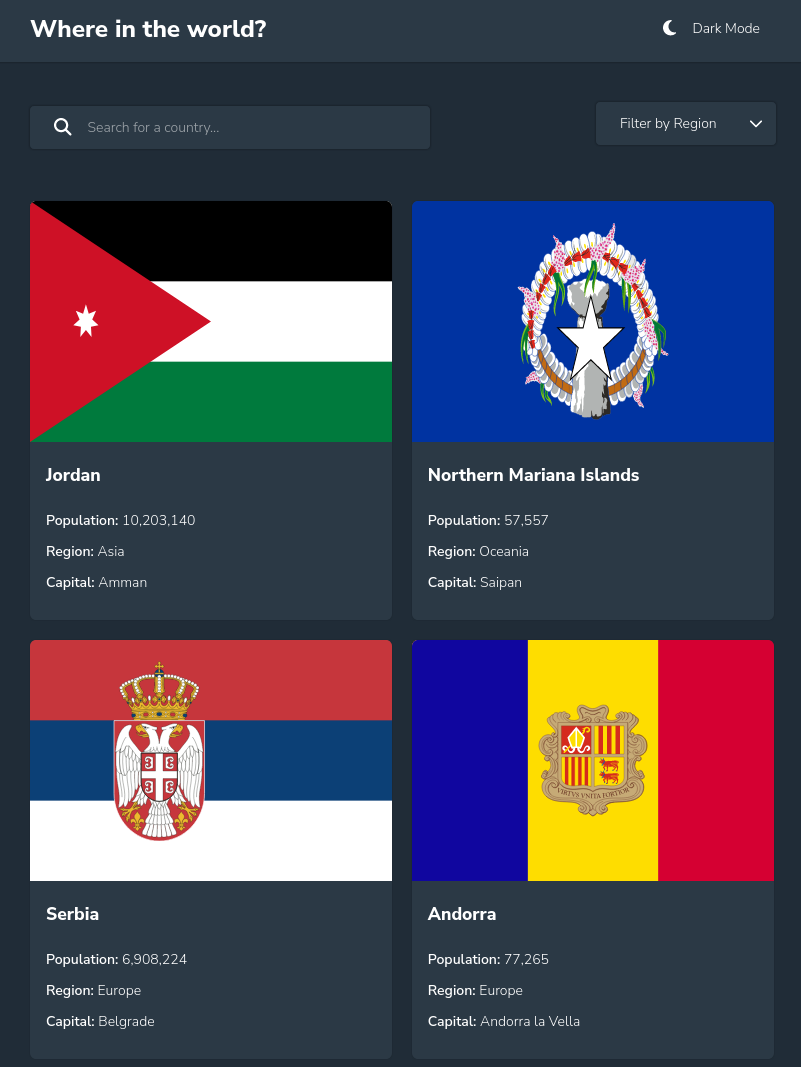 Where in the world?
Dark Mode
Search for a country...
Filter by Region
Jordan
Population: 10,203,140
Region: Asia
Capital: Amman
Northern Mariana Islands
Population: 57,557
Region: Oceania
Capital: Saipan
Serbia
Population: 6,908,224
Region: Europe
Capital: Belgrade
VIRTVS VNITA FORTIOR
Andorra
Population: 77,265
Region: Europe
Capital: Andorra la Vella